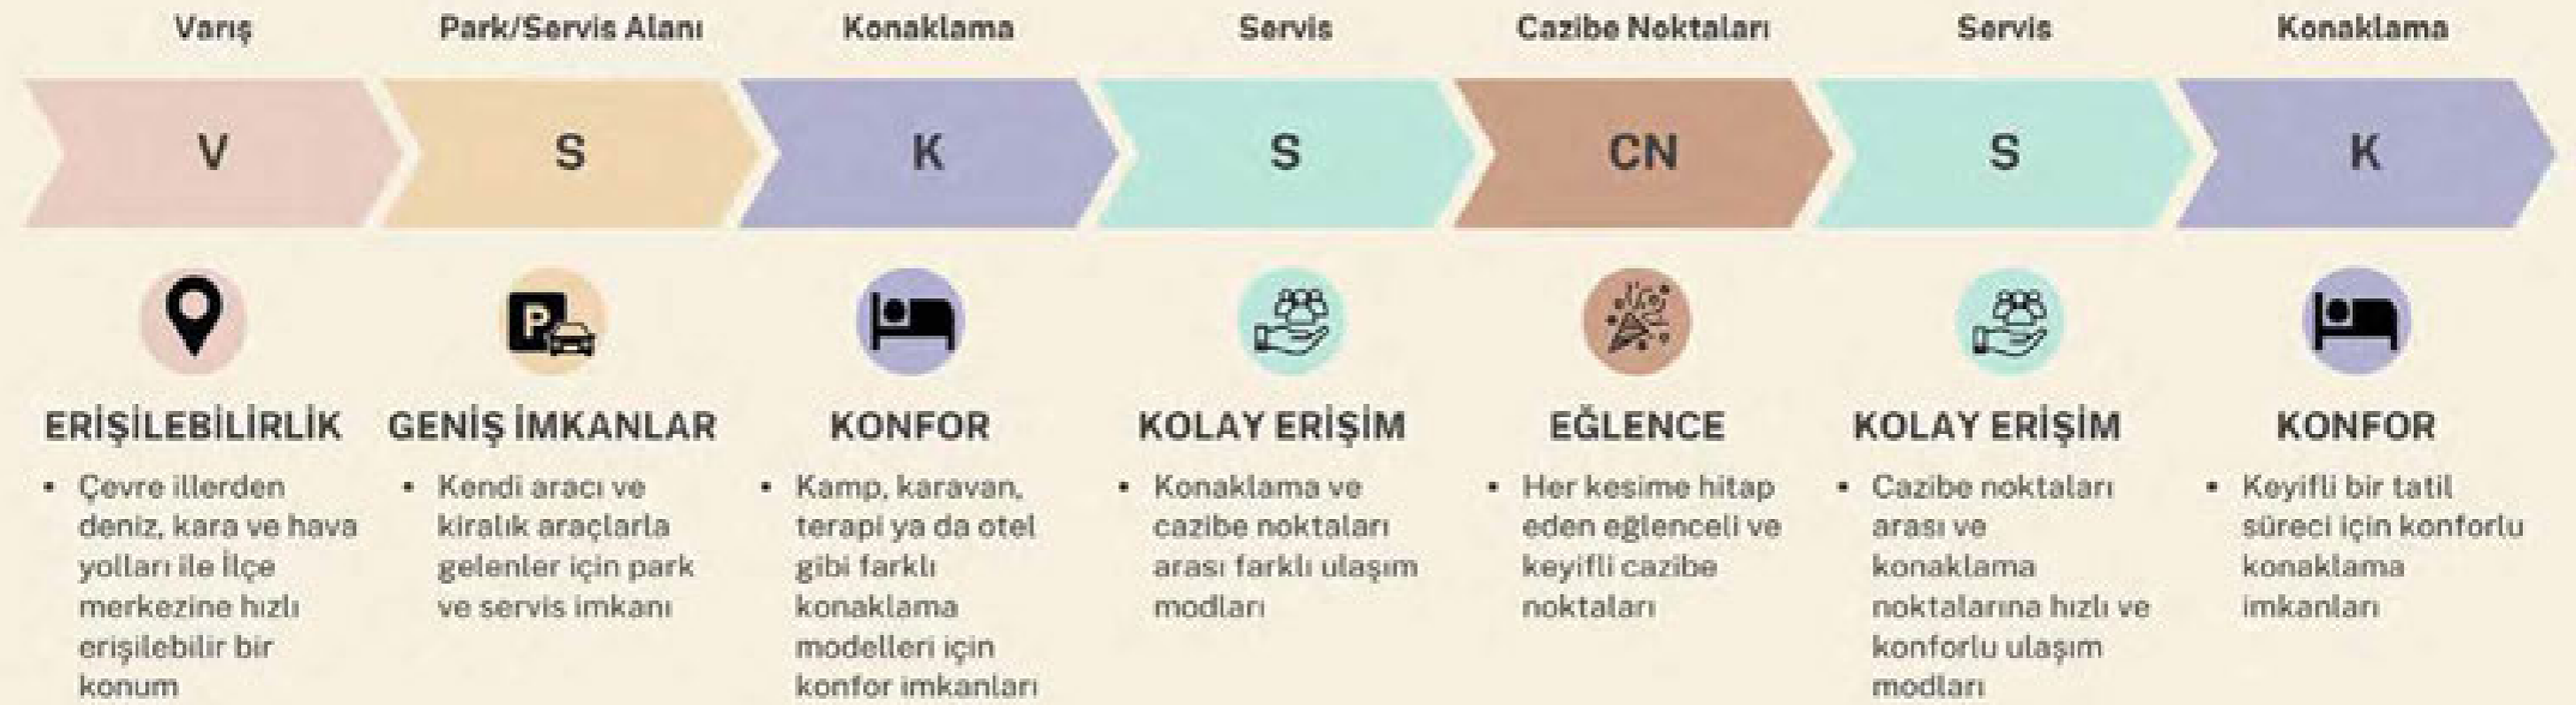 Varış
Park/Servis Alanı
Konaklama
Servis
Cazibe Noktaları
Servis
Konaklama
V
S
K
S
CN
S
K
P
ERİŞİLEBİLİRLİK
• Çevre illerden
deniz, kara ve hava
yolları ile İlçe
merkezine hızlı
erişilebilir bir
konum
GENİŞ İMKANLAR
• Kendi aracı ve
kiralık araçlarla
gelenler için park
ve servis imkanı
KONFOR
• Kamp, karavan,
terapi ya da otel
gibi farklı
konaklama
modelleri için
konfor imkanları
KOLAY ERİŞİM
• Konaklama ve
cazibe noktaları
arası farklı ulaşım
modları
EĞLENCE
• Her kesime hitap
eden eğlenceli ve
keyifli cazibe
noktaları
KOLAY ERİŞİM
• Cazibe noktaları
arası ve
konaklama
noktalarına hızlı ve
konforlu ulaşım
modları
KONFOR
• Keyifli bir tatil
süreci için konforlu
konaklama
imkanları